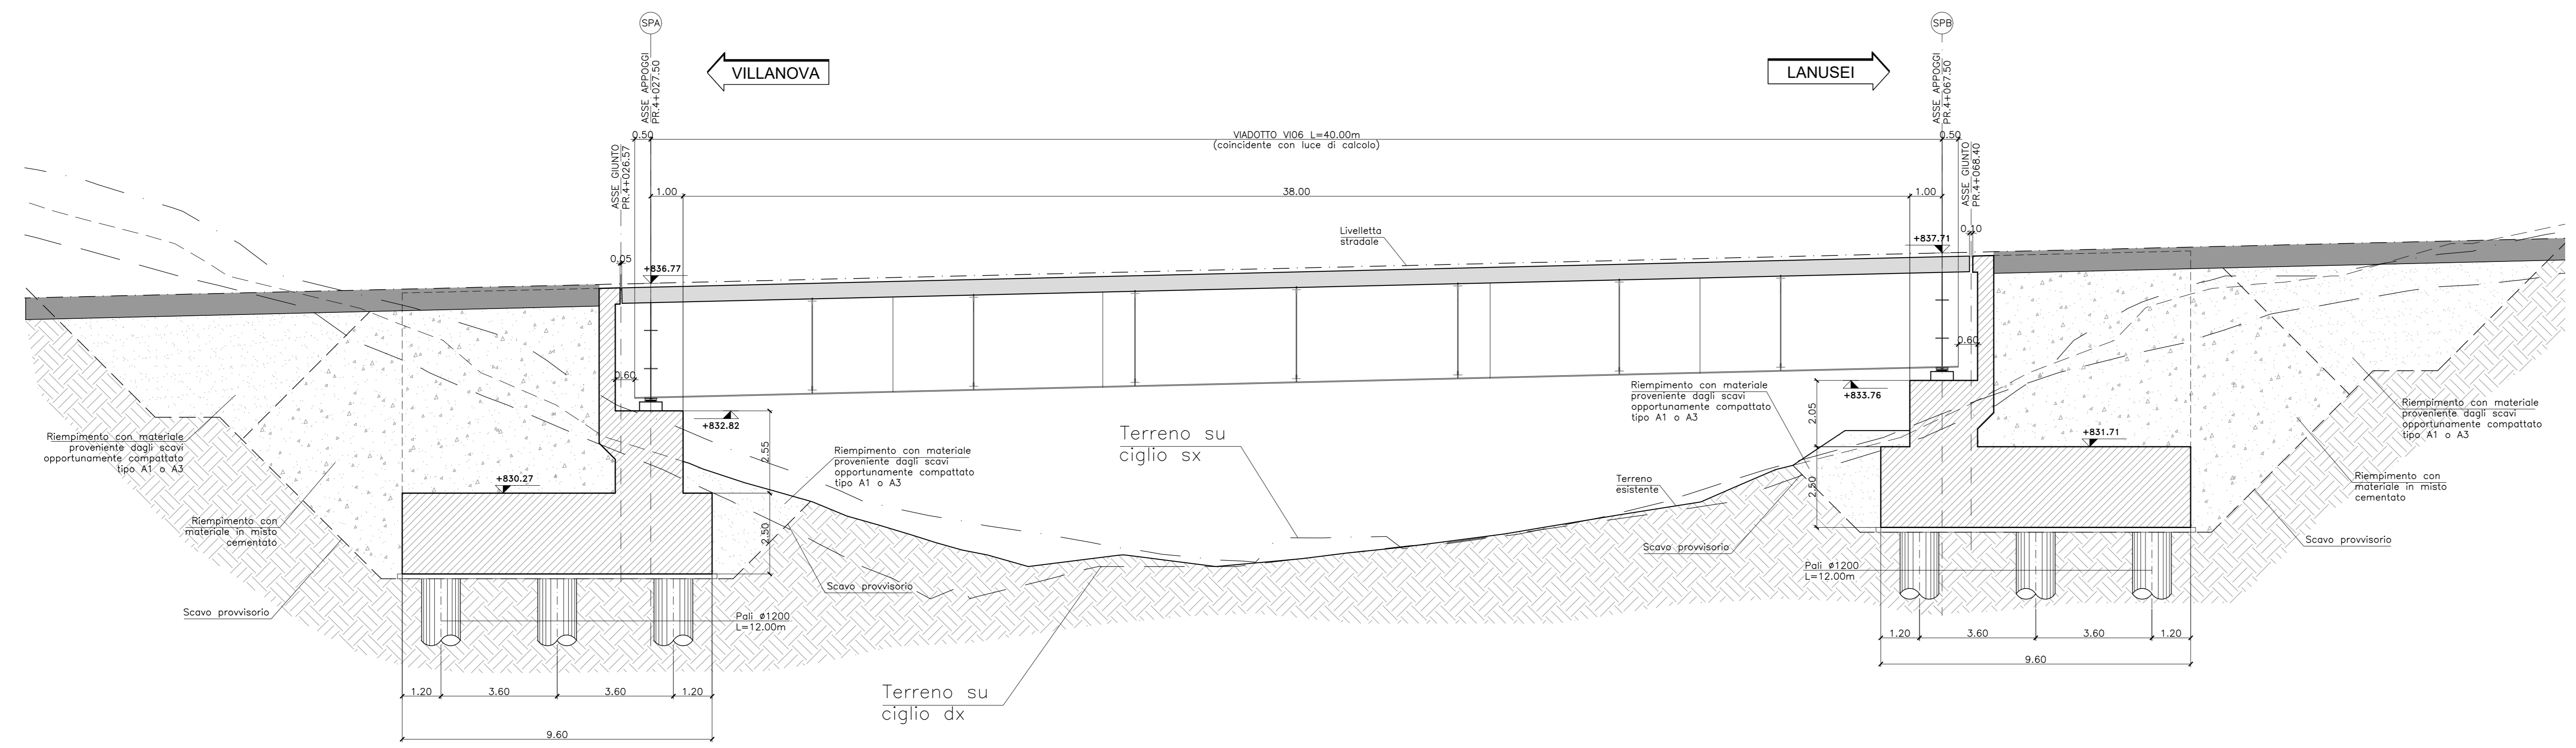 SPA
SPB
ASSE APPOGGI
PR.4+027.50
VILLANOVA
LANUSEI
ASSE APPOGGI
PR.4+067.50
0.50
VIADOTTO VI06 L=40.00m
(coincidente con luce di calcolo)
0.50
ASSE GIUNTO
PR.4+026.57
ASSE GIUNTO
PR.4+068.40
1.00
38.00
1.00
Livelletta
stradale
0.10
+837.71
0.05
+836.77
0.60
0.60
+832.82
2.55
2.50
+830.27
Riempimento con materiale
proveniente dagli scavi
opportunamente compattato
tipo A1 o A3
+833.76
2.05
2.50
+831.71
Riempimento con materiale
proveniente dagli scavi
opportunamente compattato
tipo A1 o A3
Riempimento con materiale
proveniente dagli scavi
opportunamente compattato
tipo A1 o A3
Riempimento con materiale
proveniente dagli scavi
opportunamente compattato
tipo A1 o A3
Terreno su
ciglio sx
Terreno
esistente
Riempimento con
materiale in misto
cementato
Riempimento con
materiale in misto
cementato
Scavo provvisorio
Scavo provvisorio
Scavo provvisorio
Scavo provvisorio
Pali ø1200
L=12.00m
Pali ø1200
L=12.00m
Terreno su
ciglio dx
1.20
3.60
3.60
1.20
9.60
1.20
3.60
3.60
1.20
9.60